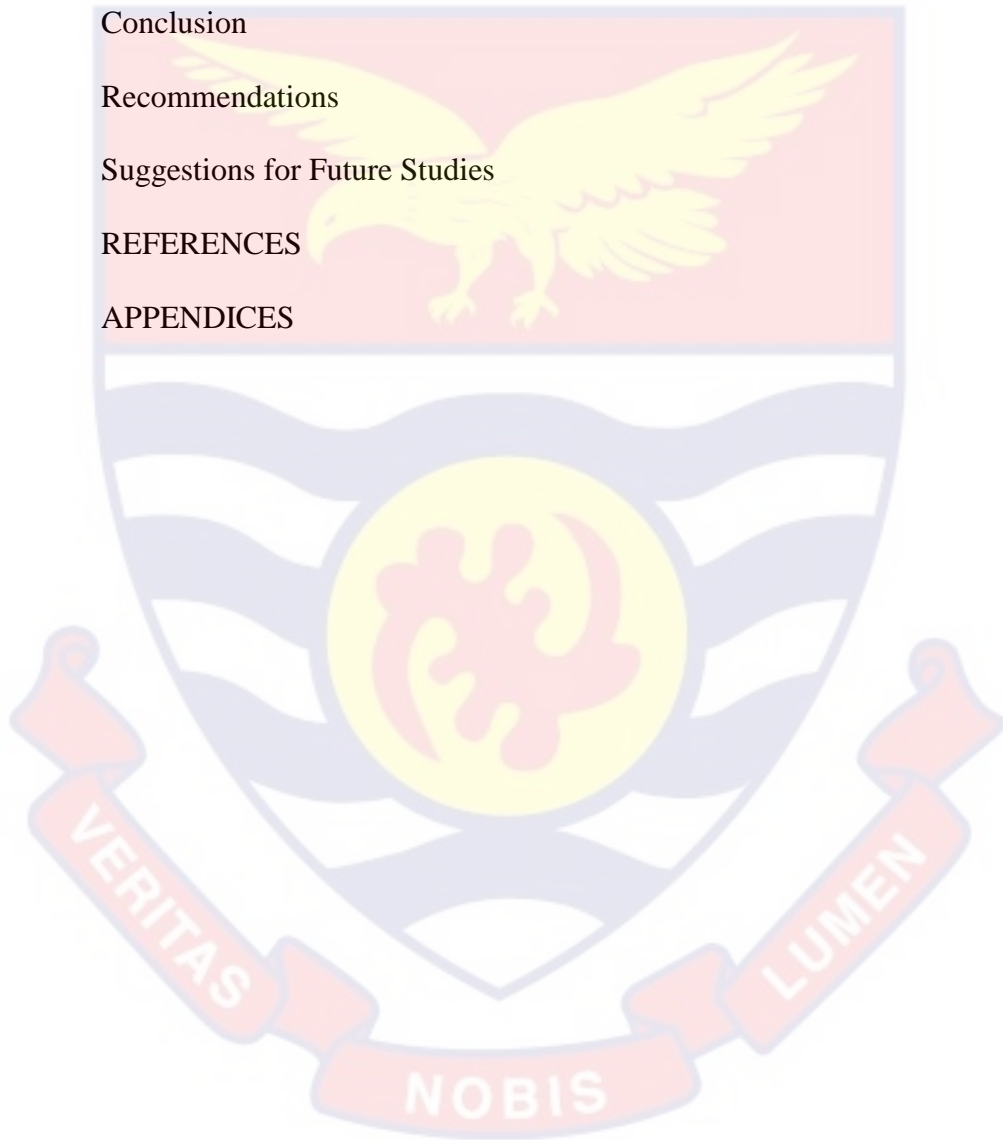 Conclusion
Recommendations
Suggestions for Future Studies
REFERENCES
APPENDICES
VERITAS
NOBIS
LUMEN